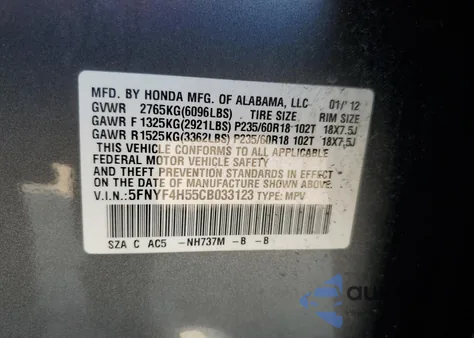 MFD. BY HONDA MFG. OF ALABAMA, LLC 01/'12
GVWR 2765KG(6096LBS) TIRE SIZE RIM SIZE
GAWR F 1325KG(2921LBS) P235/60R18 102T 18X7.5J
GAWR R 1525KG(3362LBS) P235/60R18 102T 18X7.5J
THIS VEHICLE CONFORMS TO ALL APPLICABLE
FEDERAL MOTOR VEHICLE SAFETY
AND THEFT PREVENTION STANDARDS IN EFFECT
ON THE DATE OF MANUFACTURE SHOWN ABOVE.
V.I.N.: 5FNYF4H55CB033123 TYPE: MPV
SZA C AC5 -NH737M -B -B